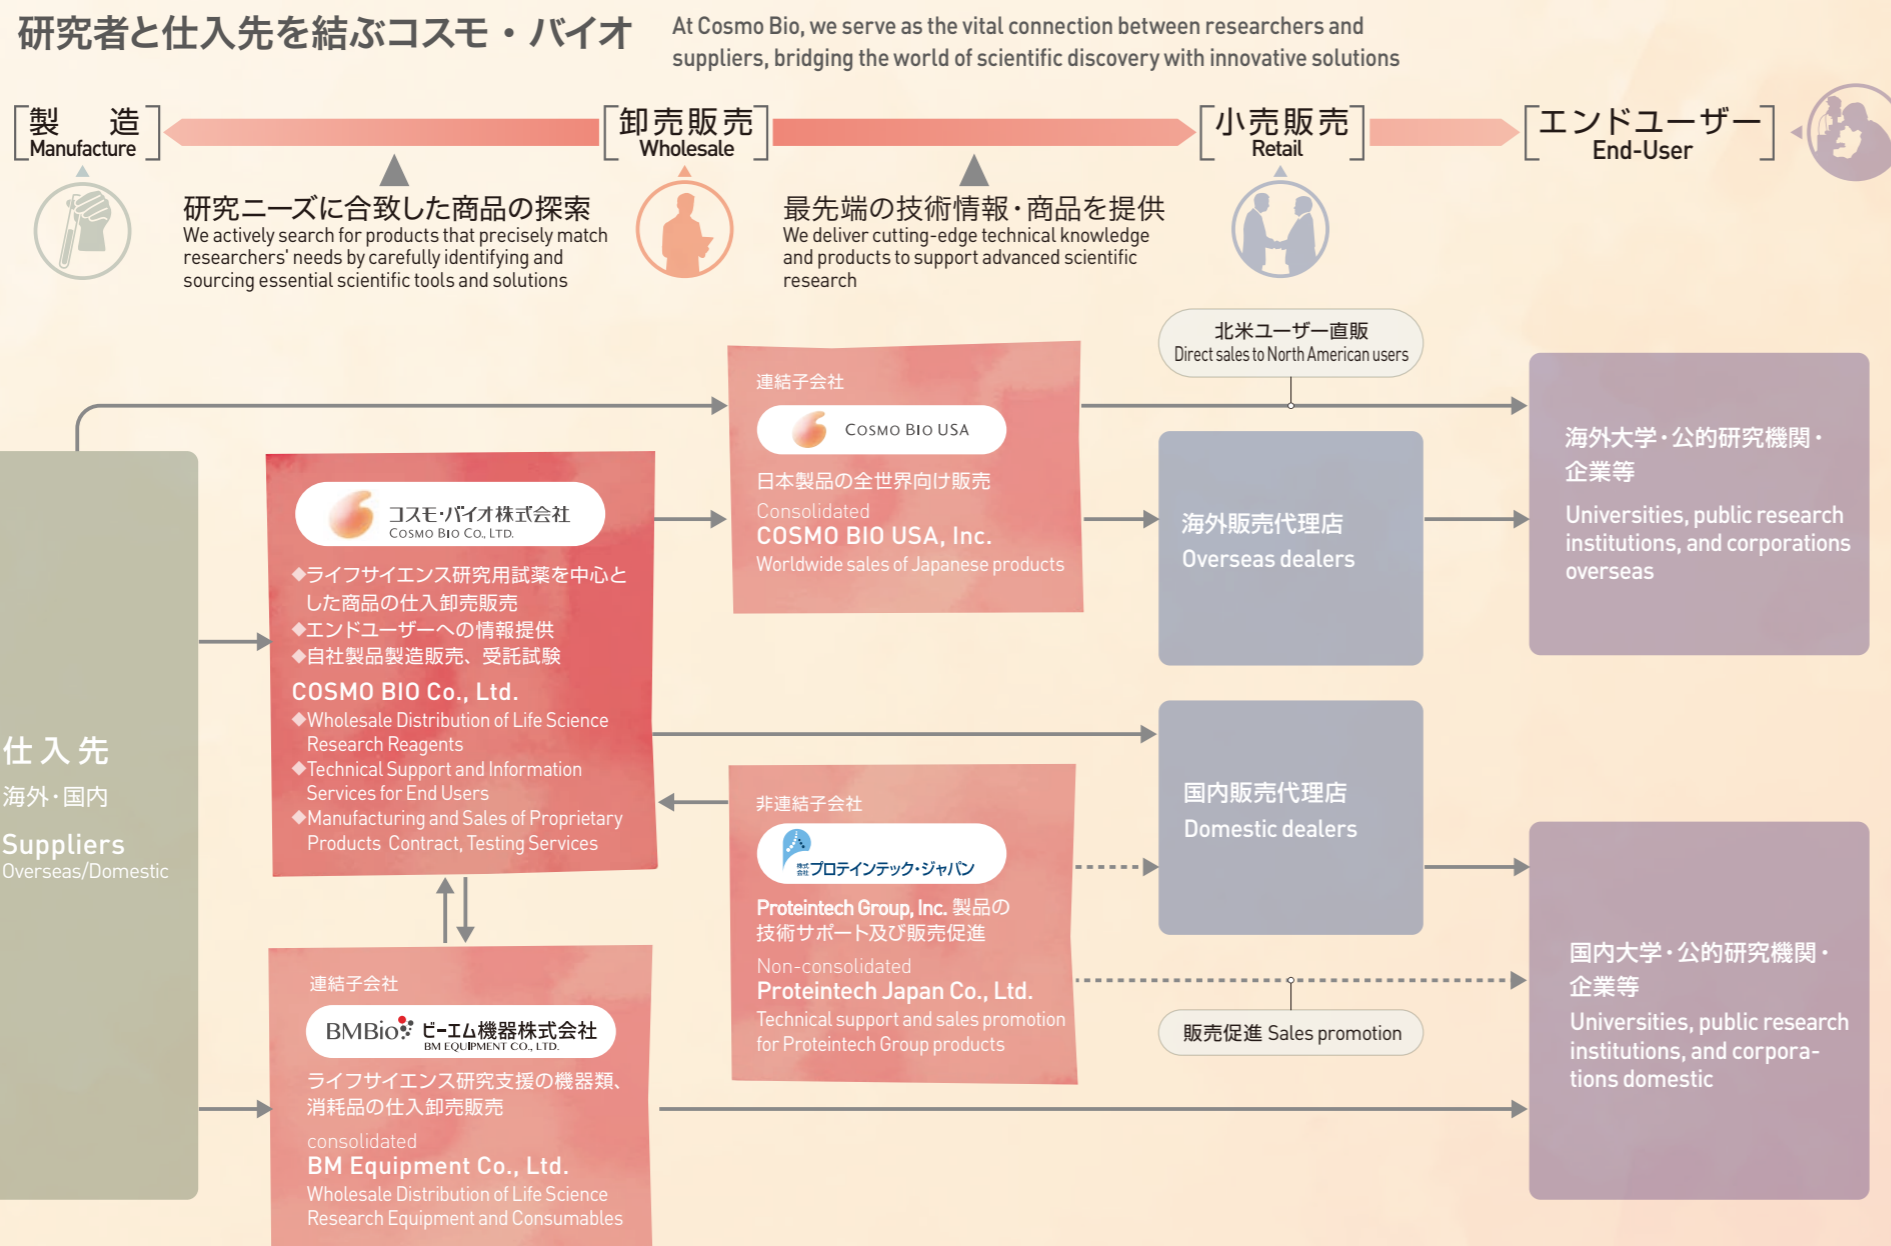 研究者と仕入先を結ぶコスモ・バイオ
At Cosmo Bio, we serve as the vital connection between researchers and
suppliers, bridging the world of scientific discovery with innovative solutions
製　造
Manufacture
卸売販売
Wholesale
小売販売
Retail
エンドユーザー
End-User
研究ニーズに合致した商品の探索
We actively search for products that precisely match
researchers' needs by carefully identifying and
sourcing essential scientific tools and solutions
最先端の技術情報・商品を提供
We deliver cutting-edge technical knowledge
and products to support advanced scientific
research
北米ユーザー直販
Direct sales to North American users
仕入先
海外・国内
Suppliers
Overseas/Domestic
コスモ・バイオ株式会社
COSMO BIO CO., LTD.
◆ライフサイエンス研究用試薬を中心と
した商品の仕入卸売販売
◆エンドユーザーへの情報提供
◆自社製品製造販売、受託試験
COSMO BIO Co., Ltd.
◆Wholesale Distribution of Life Science
Research Reagents
◆Technical Support and Information
Services for End Users
◆Manufacturing and Sales of Proprietary
Products Contract, Testing Services
連結子会社
COSMO BIO USA
日本製品の全世界向け販売
Consolidated
COSMO BIO USA, Inc.
Worldwide sales of Japanese products
海外販売代理店
Overseas dealers
海外大学・公的研究機関・
企業等
Universities, public research
institutions, and corporations
overseas
非連結子会社
株式会社プロテインテック・ジャパン
Proteintech Group, Inc. 製品の
技術サポート及び販売促進
Non-consolidated
Proteintech Japan Co., Ltd.
Technical support and sales promotion
for Proteintech Group products
国内販売代理店
Domestic dealers
販売促進 Sales promotion
国内大学・公的研究機関・
企業等
Universities, public research
institutions, and corpora-
tions domestic
連結子会社
BMBio ビーエム機器株式会社
BM EQUIPMENT CO., LTD.
ライフサイエンス研究支援の機器類、
消耗品の仕入卸売販売
consolidated
BM Equipment Co., Ltd.
Wholesale Distribution of Life Science
Research Equipment and Consumables